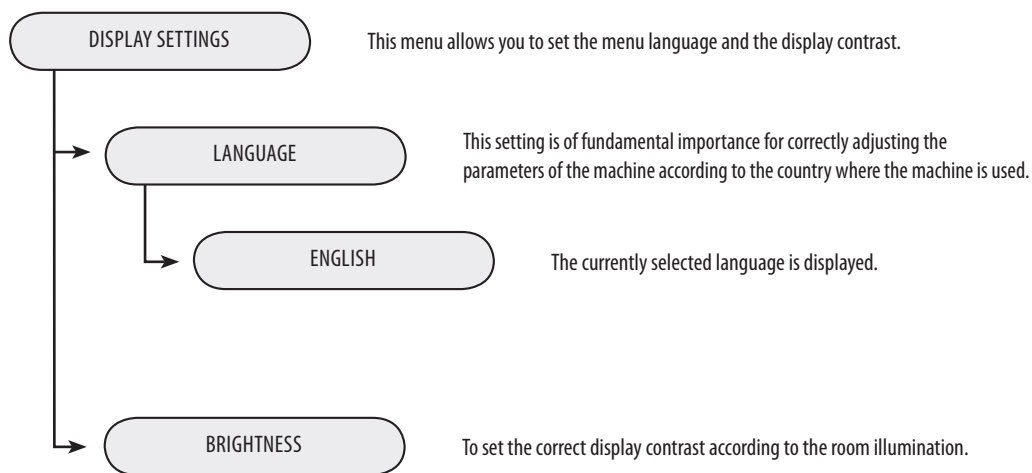 DISPLAY SETTINGS
This menu allows you to set the menu language and the display contrast.
LANGUAGE
This setting is of fundamental importance for correctly adjusting the
parameters of the machine according to the country where the machine is used.
ENGLISH
The currently selected language is displayed.
BRIGHTNESS
To set the correct display contrast according to the room illumination.